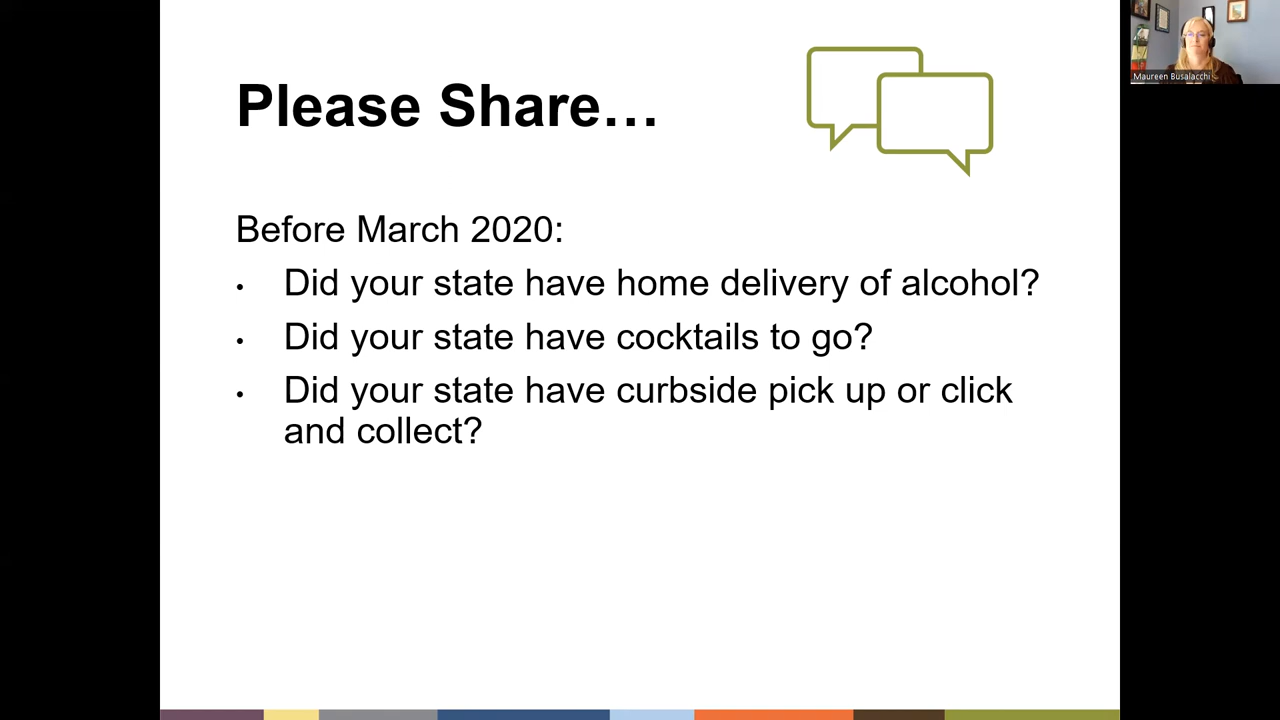 Please Share…
Before March 2020:
• Did your state have home delivery of alcohol?
• Did your state have cocktails to go?
• Did your state have curbside pick up or click
and collect?
Maureen Busalacchi